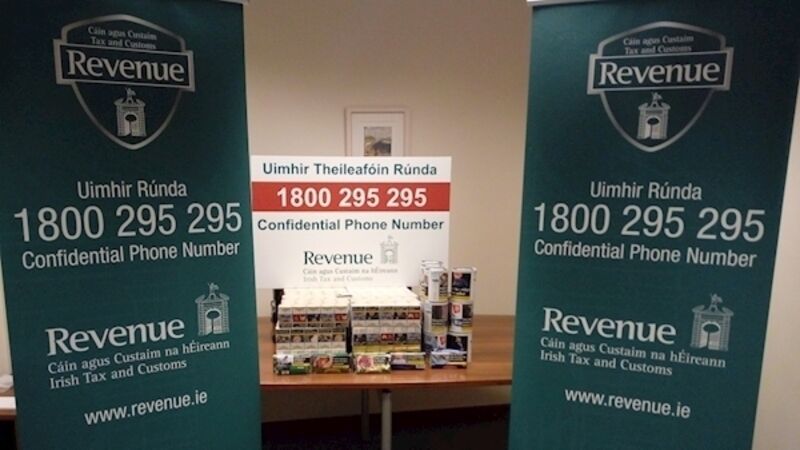 Cáin agus Custaim
Tax and Customs
Revenue
Uimhir Rúnda
1800 295 295
Confidential Phone Number
Revenue
Cáin agus Custaim na hÉireann
Irish Tax and Customs
www.revenue.ie
Uimhir Theileafóin Rúnda
1800 295 295
Confidential Phone Number
Revenue
Cáin agus Custaim na hÉireann
Irish Tax and Customs
Cáin agus Custaim
Tax and Customs
Revenue
Uimhir Rúnda
1800 295 295
Confidential Phone Number
Revenue
Cáin agus Custaim na hÉireann
Irish Tax and Customs
www.revenue.ie